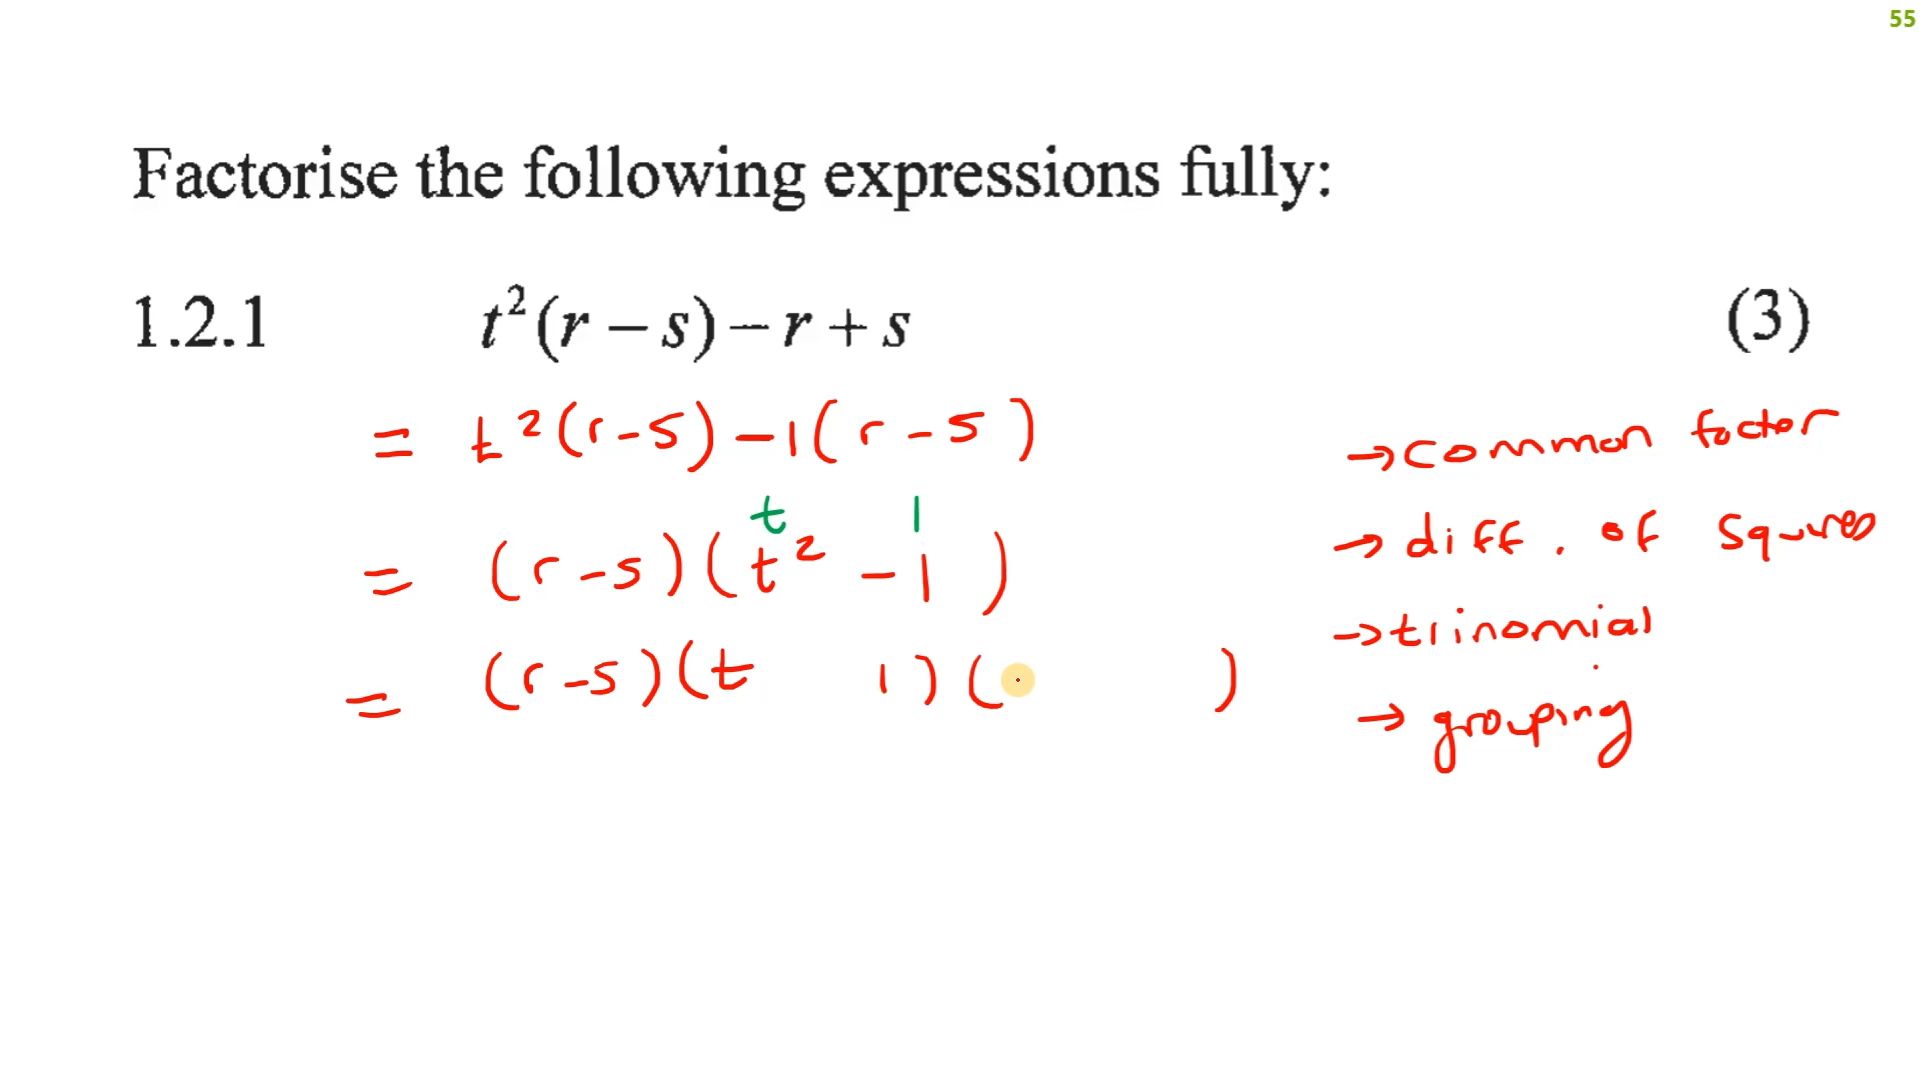 55
Factorise the following expressions fully:
1.2.1 t²(r − s) − r + s (3)
= t²(r-s) -1(r-s)
→ common factor
t 1
→ diff. of squares
= (r-s)(t² -1)
→ trinomial
= (r-s)(t 1)( )
→ grouping